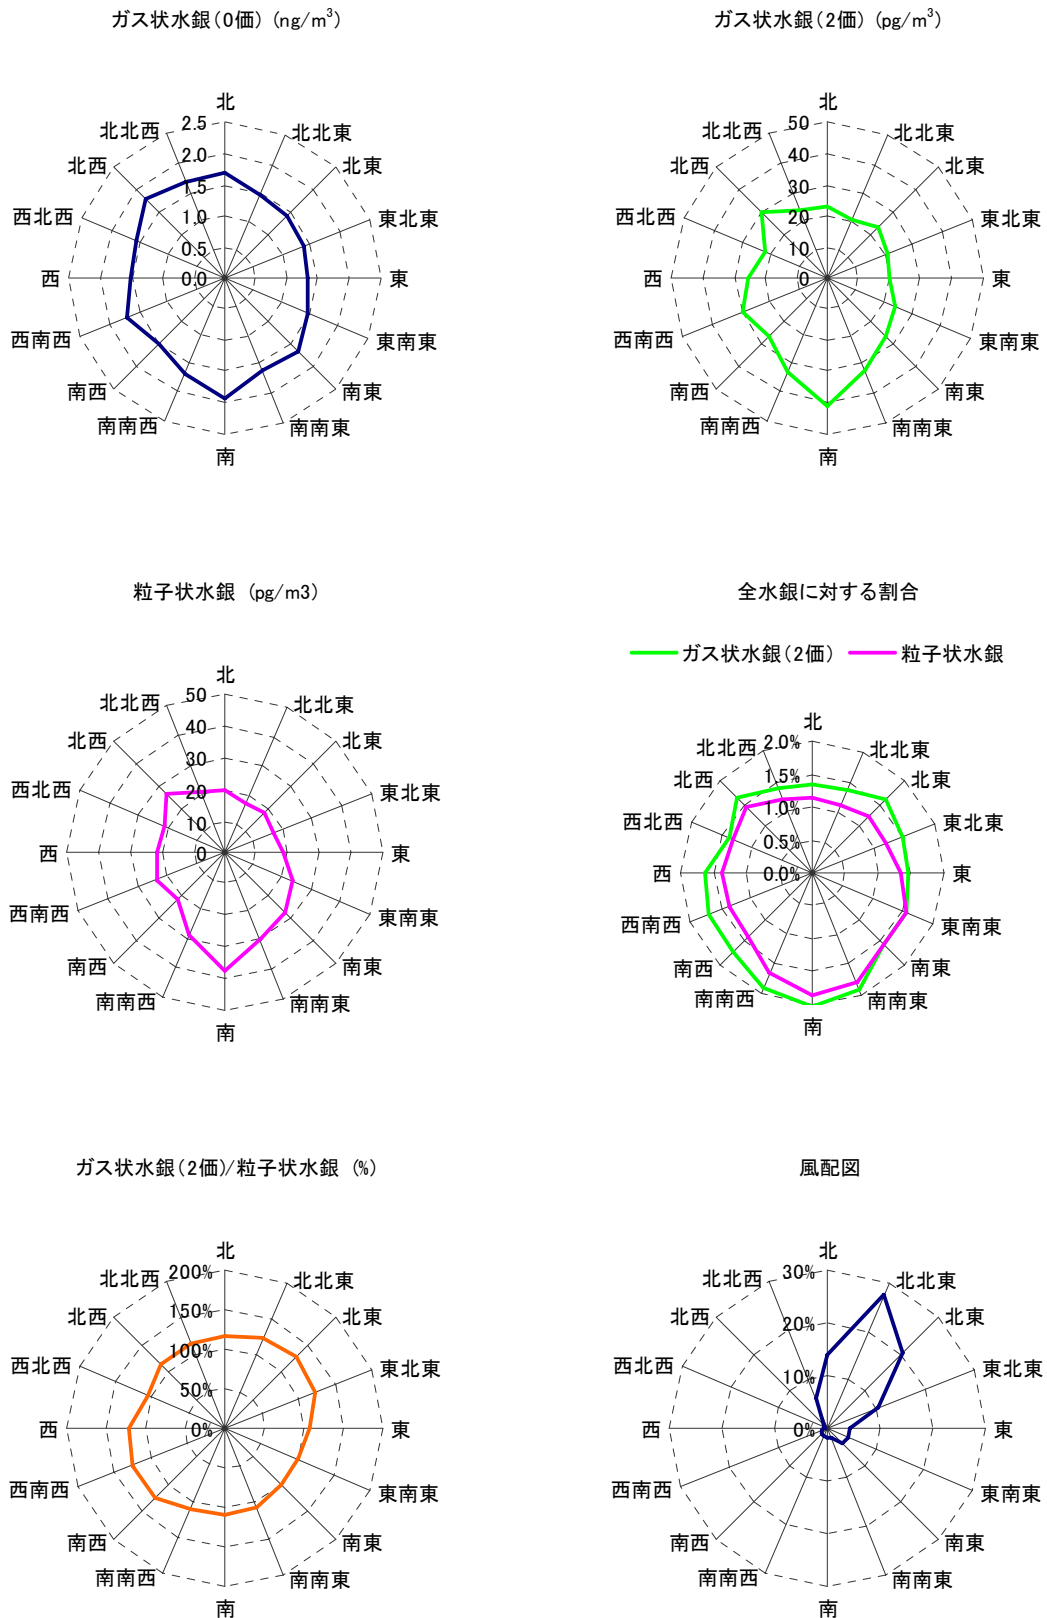 ガス状水銀(0価) (ng/m³)
北
北北東
北東
東北東
東
東南東
南東
南南東
南
南南西
南西
西南西
西
西北西
北西
北北西
2.5
2.0
1.5
1.0
0.5
0.0
ガス状水銀(2価) (pg/m³)
北
北北東
北東
東北東
東
東南東
南東
南南東
南
南南西
南西
西南西
西
西北西
北西
北北西
50
40
30
20
10
0
粒子状水銀 (pg/m3)
北
北北東
北東
東北東
東
東南東
南東
南南東
南
南南西
南西
西南西
西
西北西
北西
北北西
50
40
30
20
10
0
全水銀に対する割合
ガス状水銀(2価)
粒子状水銀
北
北北東
北東
東北東
東
東南東
南東
南南東
南
南南西
南西
西南西
西
西北西
北西
北北西
2.0%
1.5%
1.0%
0.5%
0.0%
ガス状水銀(2価)/粒子状水銀 (%)
北
北北東
北東
東北東
東
東南東
南東
南南東
南
南南西
南西
西南西
西
西北西
北西
北北西
200%
150%
100%
50%
0%
風配図
北
北北東
北東
東北東
東
東南東
南東
南南東
南
南南西
南西
西南西
西
西北西
北西
北北西
30%
20%
10%
0%